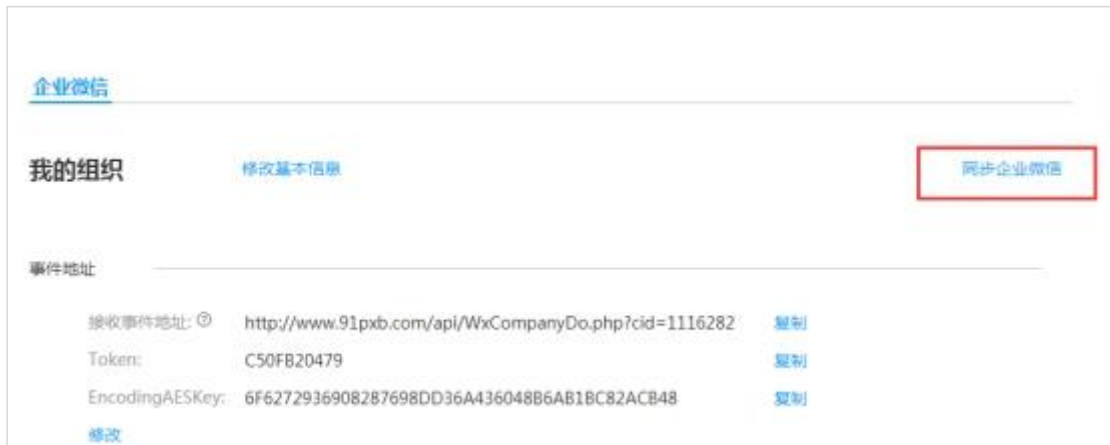 企业微信
我的组织 修改基本信息 同步企业微信
事件地址
接收事件地址: http://www.91pxb.com/api/WxCompanyDo.php?cid=1116282 复制
Token: C50FB20479 复制
EncodingAESKey: 6F6272936908287698DD36A436048B6AB1BC82ACB48 复制
修改